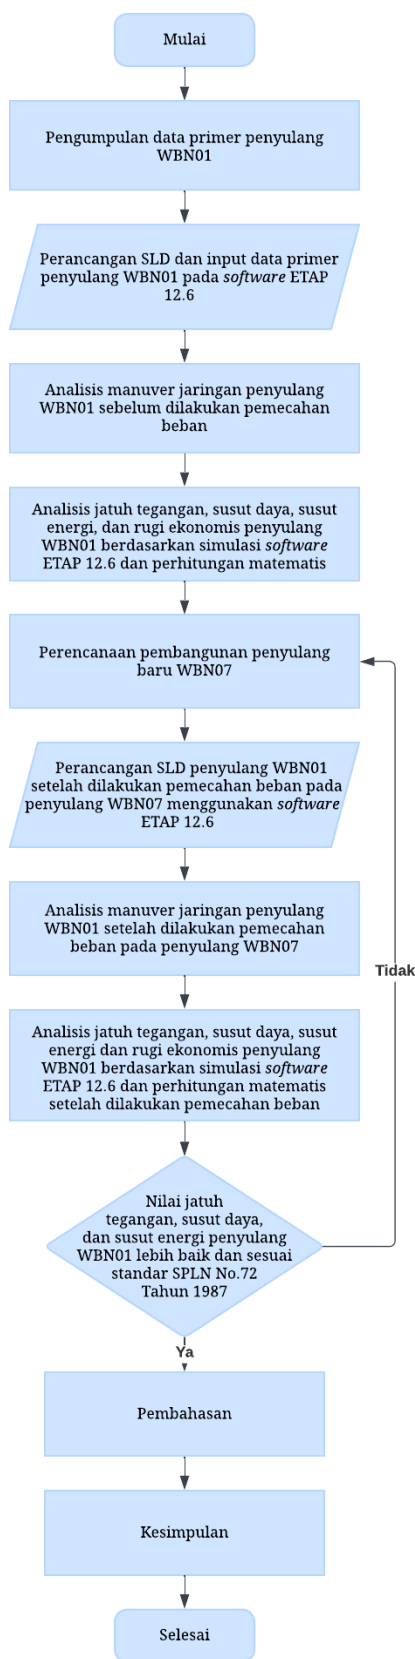 Mulai
Pengumpulan data primer penyulang
WBN01
Perancangan SLD dan input data primer
penyulang WBN01 pada software ETAP
12.6
Analisis manuver jaringan penyulang
WBN01 sebelum dilakukan pemecahan
beban
Analisis jatuh tegangan, susut daya, susut
energi, dan rugi ekonomis penyulang
WBN01 berdasarkan simulasi software
ETAP 12.6 dan perhitungan matematis
Perencanaan pembangunan penyulang
baru WBN07
Perancangan SLD penyulang WBN01
setelah dilakukan pemecahan beban pada
penyulang WBN07 menggunakan software
ETAP 12.6
Analisis manuver jaringan penyulang
WBN01 setelah dilakukan pemecahan
beban pada penyulang WBN07
Tidak
Analisis jatuh tegangan, susut daya, susut
energi dan rugi ekonomis penyulang
WBN01 berdasarkan simulasi software
ETAP 12.6 dan perhitungan matematis
setelah dilakukan pemecahan beban
Nilai jatuh
tegangan, susut daya,
dan susut energi penyulang
WBN01 lebih baik dan sesuai
standar SPLN No.72
Tahun 1987
Ya
Pembahasan
Kesimpulan
Selesai